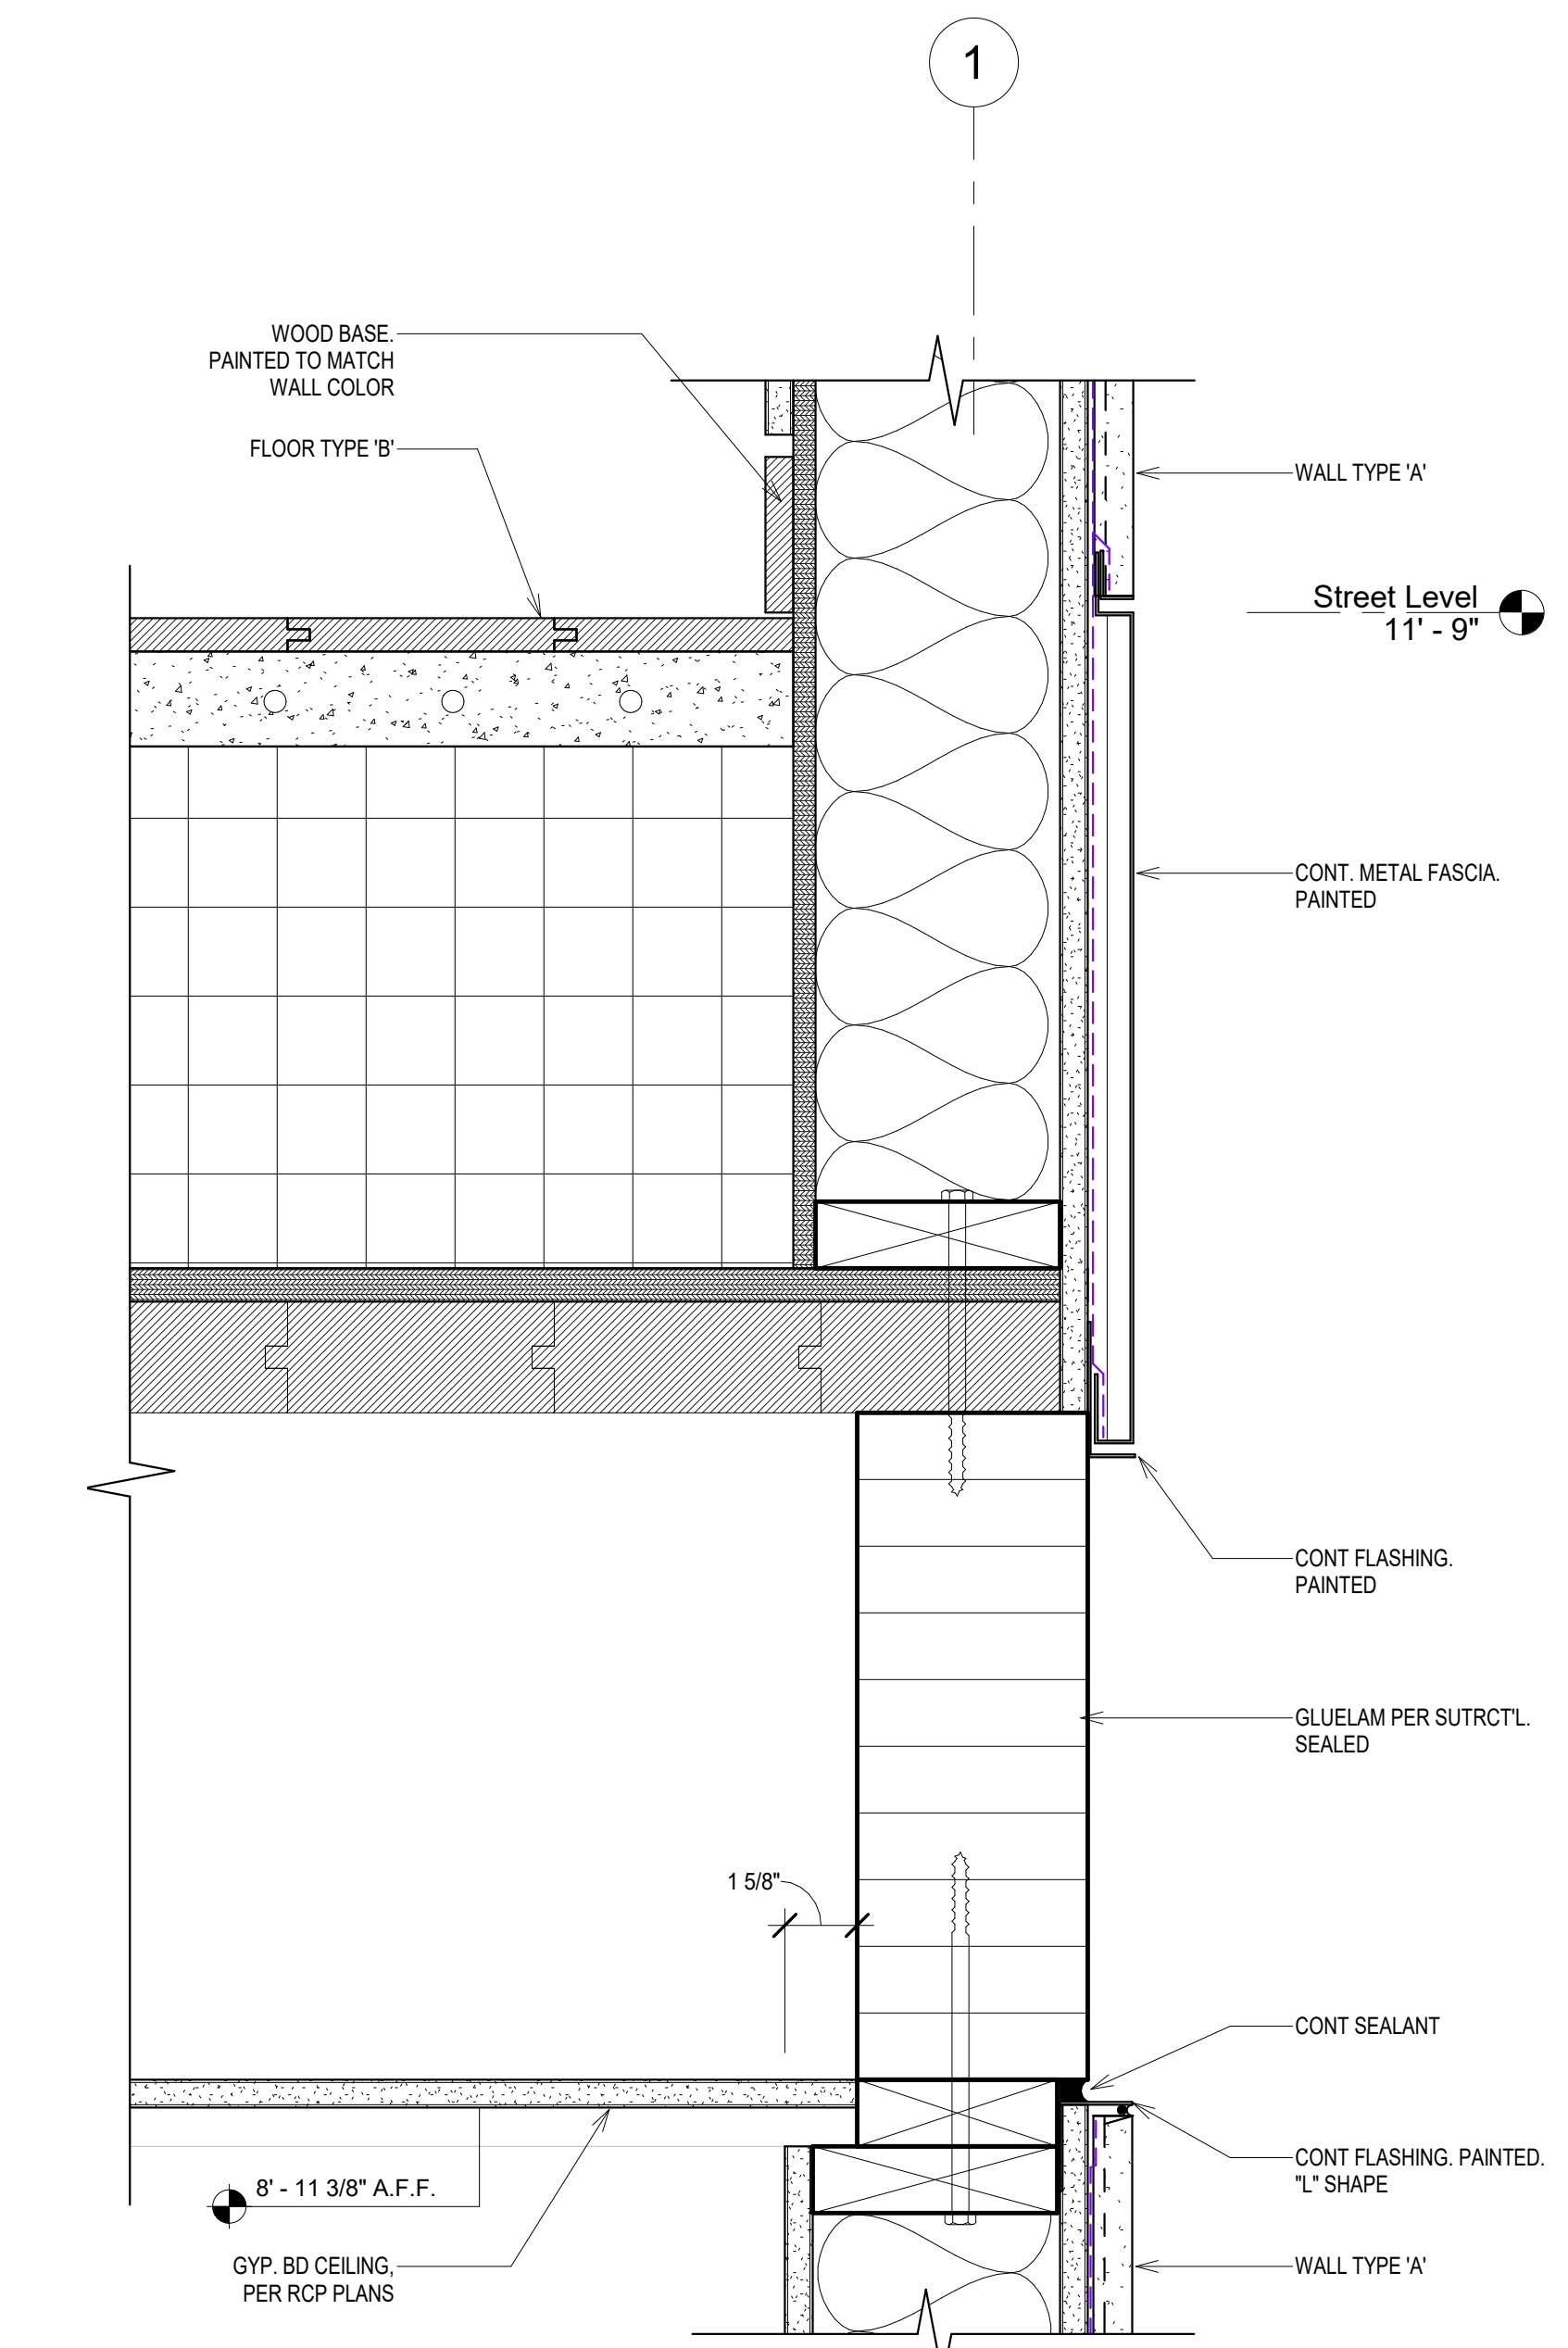 1
WOOD BASE.
PAINTED TO MATCH
WALL COLOR
FLOOR TYPE 'B'
WALL TYPE 'A'
Street Level
11' - 9"
CONT. METAL FASCIA.
PAINTED
CONT FLASHING.
PAINTED
GLUELAM PER SUTRCT'L.
SEALED
1 5/8"
CONT SEALANT
CONT FLASHING. PAINTED.
"L" SHAPE
8' - 11 3/8" A.F.F.
GYP. BD CEILING,
PER RCP PLANS
WALL TYPE 'A'